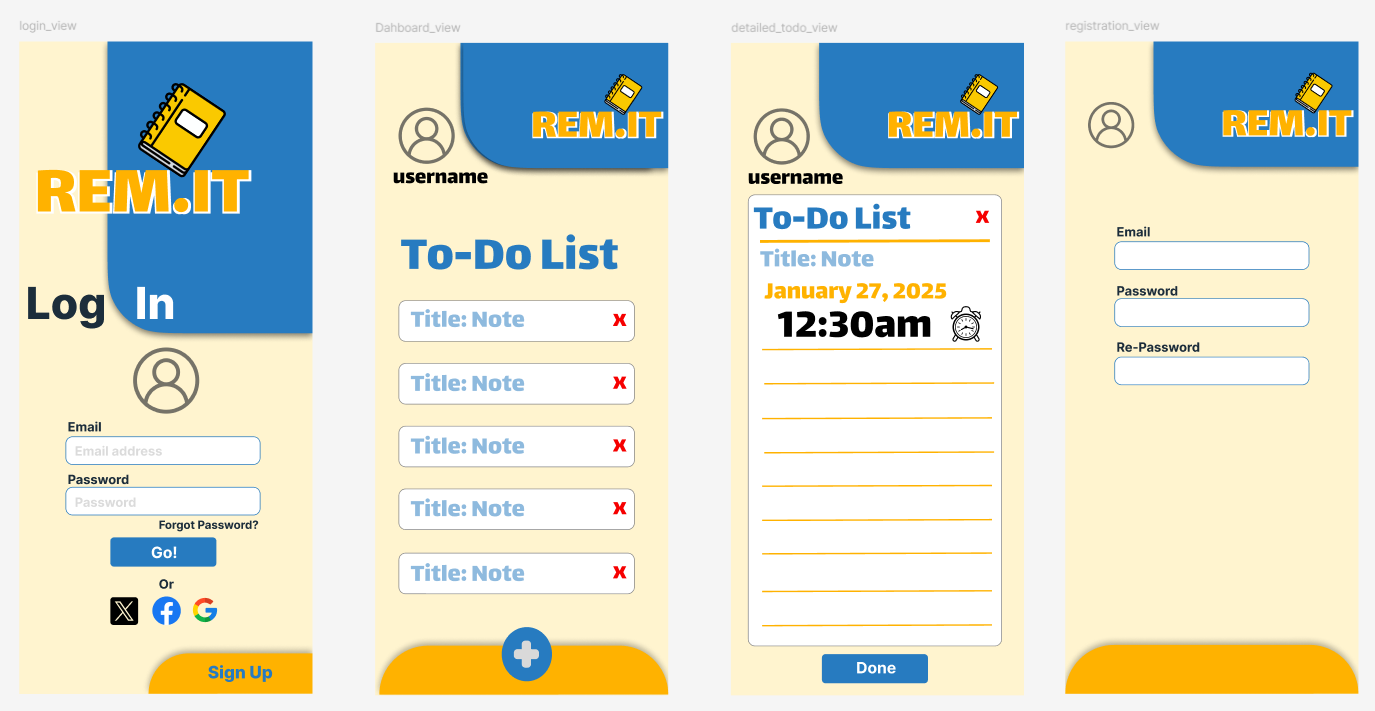 login_view
REM.IT
Log In
Email
Email address
Password
Password
Forgot Password?
Go!
Or
Sign Up
Dahboard_view
REM.IT
username
To-Do List
Title: Note X
Title: Note X
Title: Note X
Title: Note X
Title: Note X
detailed_todo_view
REM.IT
username
To-Do List X
Title: Note
January 27, 2025
12:30am
Done
registration_view
REM.IT
Email
Password
Re-Password